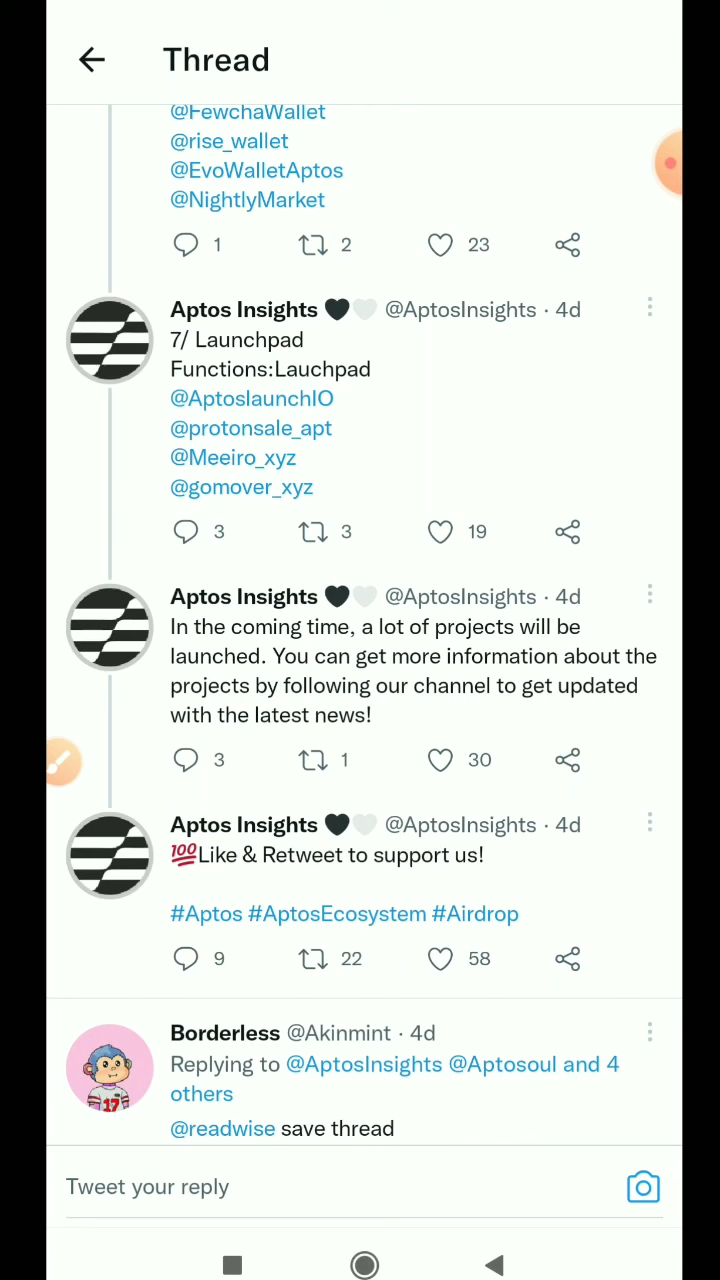 Thread
@FewchaWallet
@rise_wallet
@EvoWalletAptos
@NightlyMarket
1 2 23
Aptos Insights 🖤🤍 @AptosInsights · 4d
7/ Launchpad
Functions:Lauchpad
@AptoslaunchIO
@protonsale_apt
@Meeiro_xyz
@gomover_xyz
3 3 19
Aptos Insights 🖤🤍 @AptosInsights · 4d
In the coming time, a lot of projects will be
launched. You can get more information about the
projects by following our channel to get updated
with the latest news!
3 1 30
Aptos Insights 🖤🤍 @AptosInsights · 4d
💯Like & Retweet to support us!
#Aptos #AptosEcosystem #Airdrop
9 22 58
Borderless @Akinmint · 4d
Replying to @AptosInsights @Aptosoul and 4
others
@readwise save thread
17
Tweet your reply